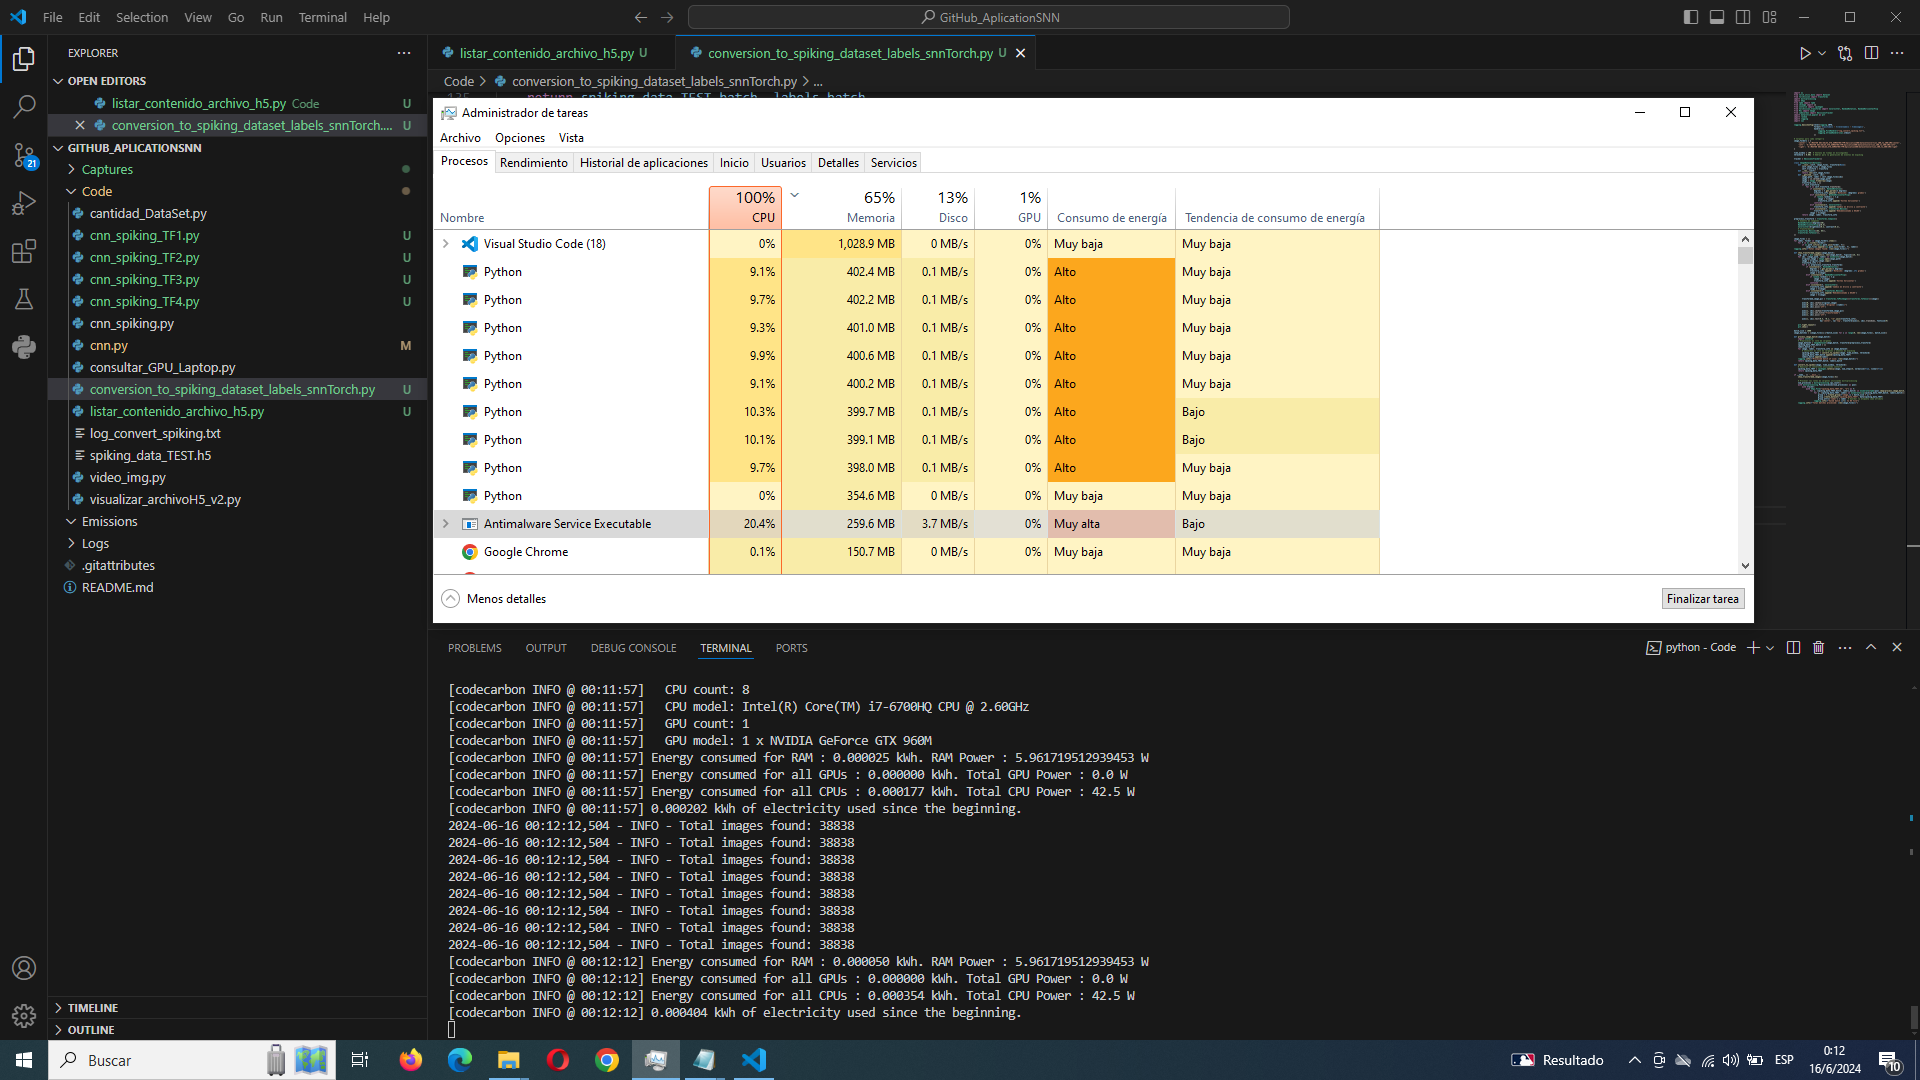 File Edit Selection View Go Run Terminal Help
GitHub_AplicationSNN
EXPLORER
OPEN EDITORS
listar_contenido_archivo_h5.py Code U
conversion_to_spiking_dataset_labels_snnTorch.... U
GITHUB_APLICATIONSNN
Captures
Code
cantidad_DataSet.py
cnn_spiking_TF1.py U
cnn_spiking_TF2.py U
cnn_spiking_TF3.py U
cnn_spiking_TF4.py U
cnn_spiking.py
cnn.py M
consultar_GPU_Laptop.py
conversion_to_spiking_dataset_labels_snnTorch.py U
listar_contenido_archivo_h5.py U
log_convert_spiking.txt
spiking_data_TEST.h5
video_img.py
visualizar_archivoH5_v2.py
Emissions
Logs
.gitattributes
README.md
TIMELINE
OUTLINE
21
listar_contenido_archivo_h5.py U
conversion_to_spiking_dataset_labels_snnTorch.py U
Code > conversion_to_spiking_dataset_labels_snnTorch.py > ...
135 return spiking_data_TEST_batch, labels_batch
Administrador de tareas
Archivo Opciones Vista
Procesos Rendimiento Historial de aplicaciones Inicio Usuarios Detalles Servicios
100% 65% 13% 1%
Nombre CPU Memoria Disco GPU Consumo de energía Tendencia de consumo de energía
Visual Studio Code (18) 0% 1,028.9 MB 0 MB/s 0% Muy baja Muy baja
Python 9.1% 402.4 MB 0.1 MB/s 0% Alto Muy baja
Python 9.7% 402.2 MB 0.1 MB/s 0% Alto Muy baja
Python 9.3% 401.0 MB 0.1 MB/s 0% Alto Muy baja
Python 9.9% 400.6 MB 0.1 MB/s 0% Alto Muy baja
Python 9.1% 400.2 MB 0.1 MB/s 0% Alto Muy baja
Python 10.3% 399.7 MB 0.1 MB/s 0% Alto Bajo
Python 10.1% 399.1 MB 0.1 MB/s 0% Alto Bajo
Python 9.7% 398.0 MB 0.1 MB/s 0% Alto Muy baja
Python 0% 354.6 MB 0 MB/s 0% Muy baja Muy baja
Antimalware Service Executable 20.4% 259.6 MB 3.7 MB/s 0% Muy alta Bajo
Google Chrome 0.1% 150.7 MB 0 MB/s 0% Muy baja Muy baja
Menos detalles
Finalizar tarea
PROBLEMS OUTPUT DEBUG CONSOLE TERMINAL PORTS
python - Code
[codecarbon INFO @ 00:11:57] CPU count: 8
[codecarbon INFO @ 00:11:57] CPU model: Intel(R) Core(TM) i7-6700HQ CPU @ 2.60GHz
[codecarbon INFO @ 00:11:57] GPU count: 1
[codecarbon INFO @ 00:11:57] GPU model: 1 x NVIDIA GeForce GTX 960M
[codecarbon INFO @ 00:11:57] Energy consumed for RAM : 0.000025 kWh. RAM Power : 5.961719512939453 W
[codecarbon INFO @ 00:11:57] Energy consumed for all GPUs : 0.000000 kWh. Total GPU Power : 0.0 W
[codecarbon INFO @ 00:11:57] Energy consumed for all CPUs : 0.000177 kWh. Total CPU Power : 42.5 W
[codecarbon INFO @ 00:11:57] 0.000202 kWh of electricity used since the beginning.
2024-06-16 00:12:12,504 - INFO - Total images found: 38838
2024-06-16 00:12:12,504 - INFO - Total images found: 38838
2024-06-16 00:12:12,504 - INFO - Total images found: 38838
2024-06-16 00:12:12,504 - INFO - Total images found: 38838
2024-06-16 00:12:12,504 - INFO - Total images found: 38838
2024-06-16 00:12:12,504 - INFO - Total images found: 38838
2024-06-16 00:12:12,504 - INFO - Total images found: 38838
2024-06-16 00:12:12,504 - INFO - Total images found: 38838
[codecarbon INFO @ 00:12:12] Energy consumed for RAM : 0.000050 kWh. RAM Power : 5.961719512939453 W
[codecarbon INFO @ 00:12:12] Energy consumed for all GPUs : 0.000000 kWh. Total GPU Power : 0.0 W
[codecarbon INFO @ 00:12:12] Energy consumed for all CPUs : 0.000354 kWh. Total CPU Power : 42.5 W
[codecarbon INFO @ 00:12:12] 0.000404 kWh of electricity used since the beginning.
Buscar
Resultado
ESP
0:12
16/6/2024
10